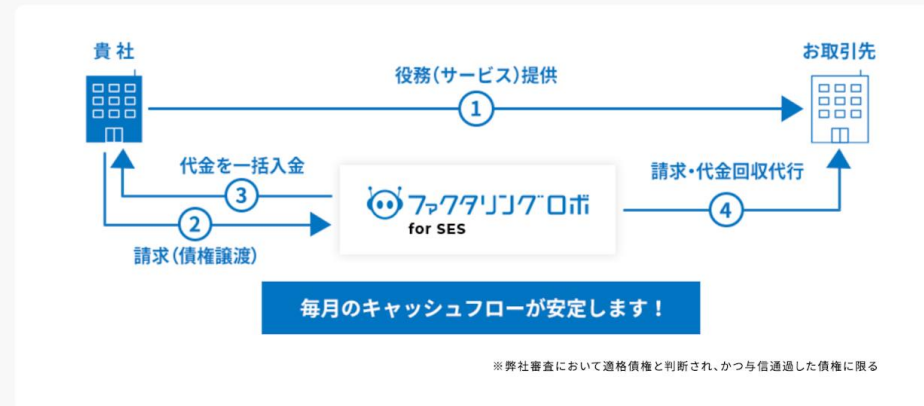 貴社
お取引先
役務(サービス)提供
1
代金を一括入金
3
請求・代金回収代行
ファクタリングロボ
for SES
4
2
請求(債権譲渡)
毎月のキャッシュフローが安定します！
※弊社審査において適格債権と判断され、かつ与信通過した債権に限る